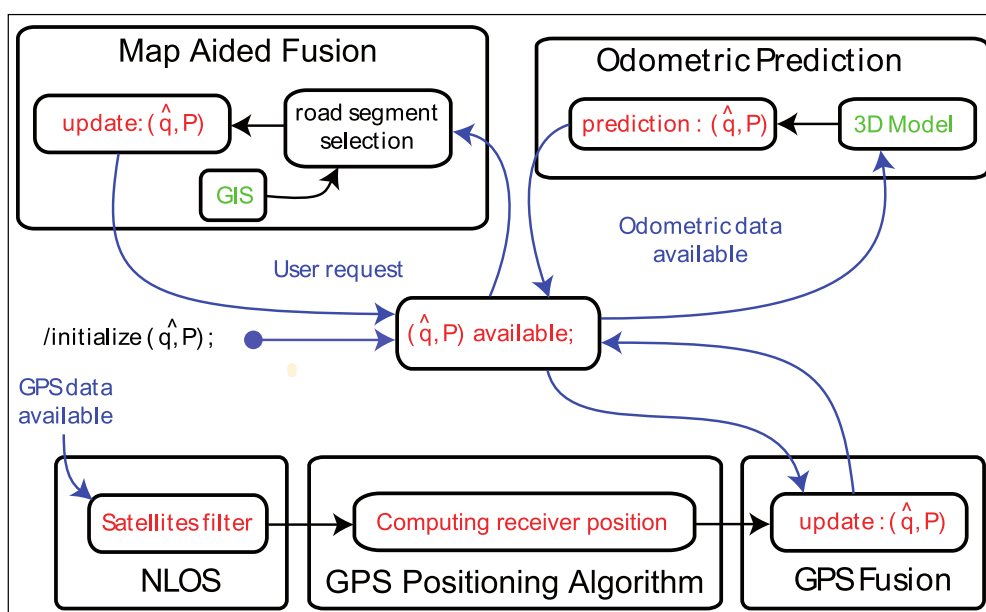 Map Aided Fusion
update: (q̂, P)
road segment
selection
GIS
Odometric Prediction
prediction : (q̂, P)
3D Model
User request
Odometric data
available
/initialize (q̂, P) ;
(q̂, P) available;
GPS data
available
Satellites filter
NLOS
Computing receiver position
GPS Positioning Algorithm
update : (q̂, P)
GPS Fusion